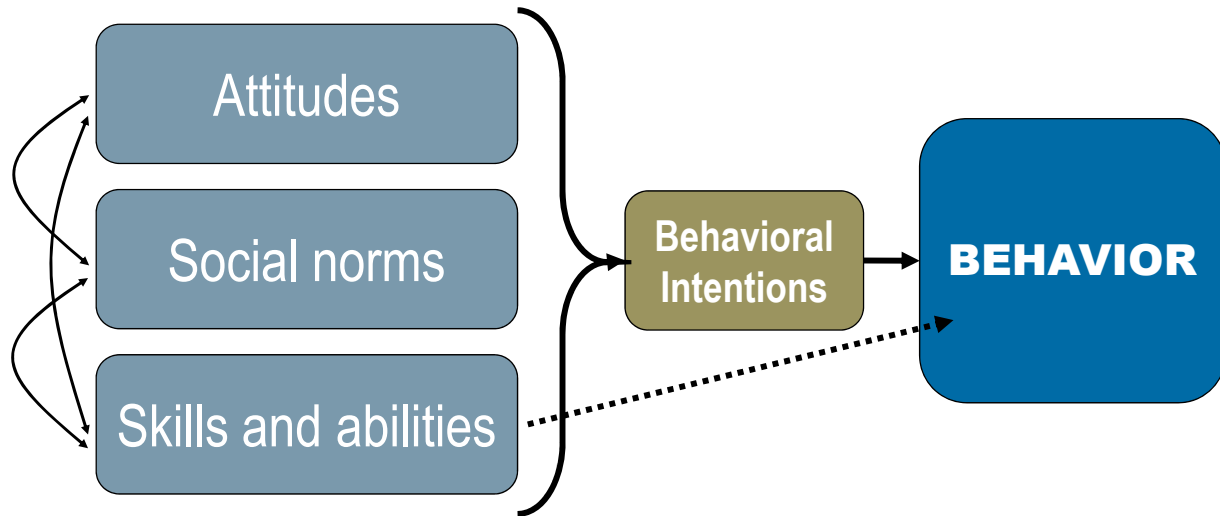 Attitudes
Social norms
Skills and abilities
Behavioral
Intentions
BEHAVIOR